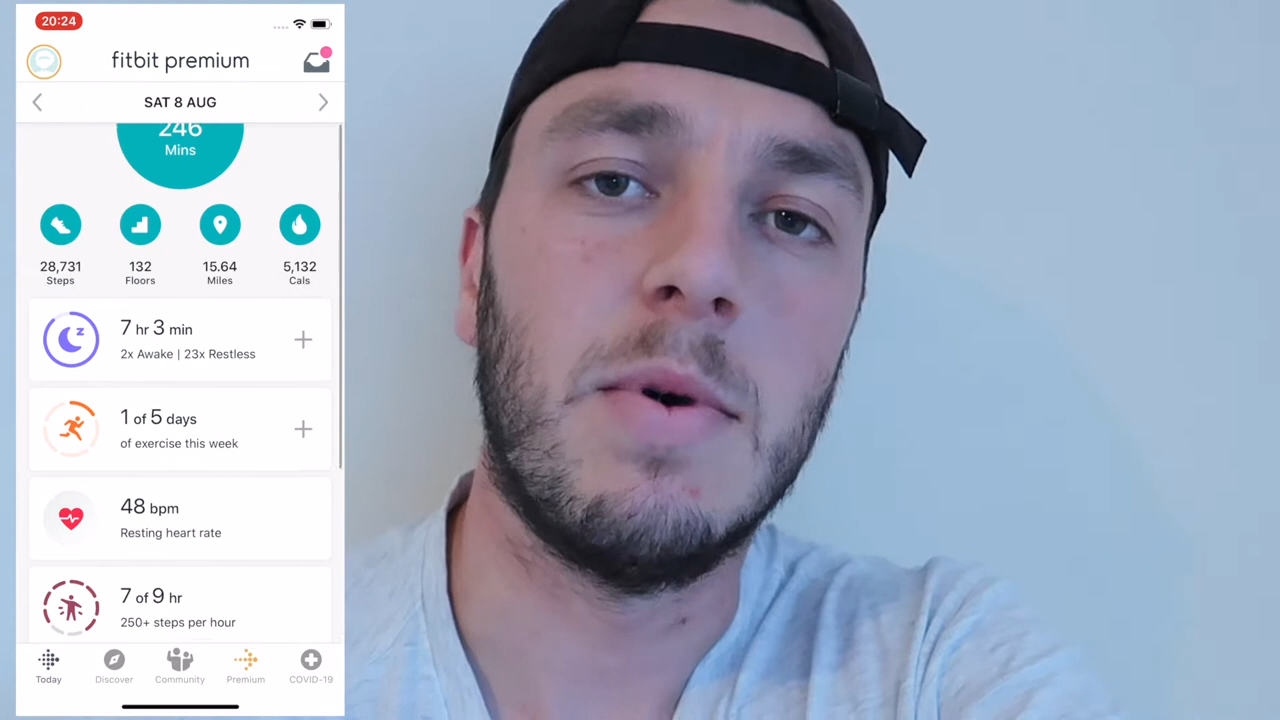 20:24
fitbit premium
SAT 8 AUG
246
Mins
28,731 132 15.64 5,132
Steps Floors Miles Cals
7 hr 3 min
2x Awake | 23x Restless
1 of 5 days
of exercise this week
48 bpm
Resting heart rate
7 of 9 hr
250+ steps per hour
Today Discover Community Premium COVID-19